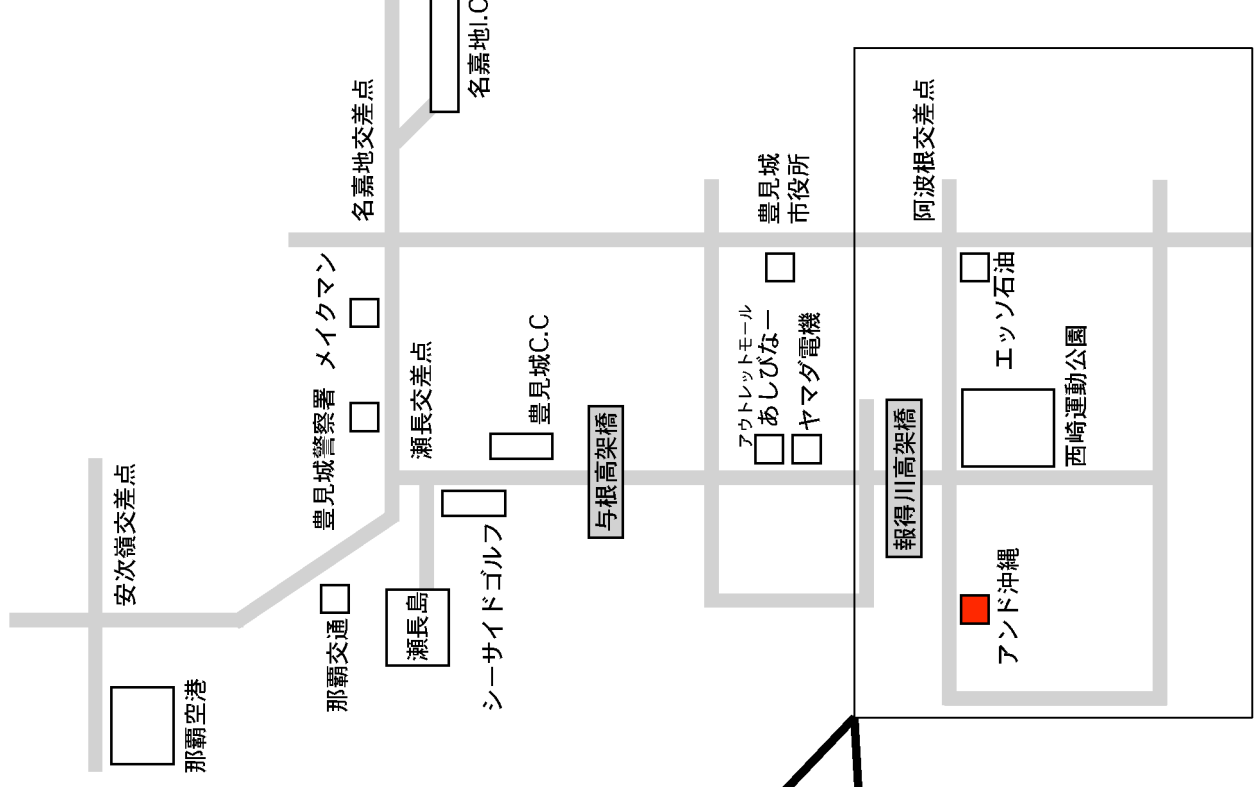 名嘉地I.C
名嘉地交差点
阿波根交差点
豊見城
市役所
メイクマン
豊見城警察署
瀬長交差点
豊見城C.C
与根高架橋
アウトレットモール
あしびなー
ヤマダ電機
報得川高架橋
エッソ石油
西崎運動公園
安次嶺交差点
那覇空港
那覇交通
瀬長島
シーサイドゴルフ
アンド沖縄